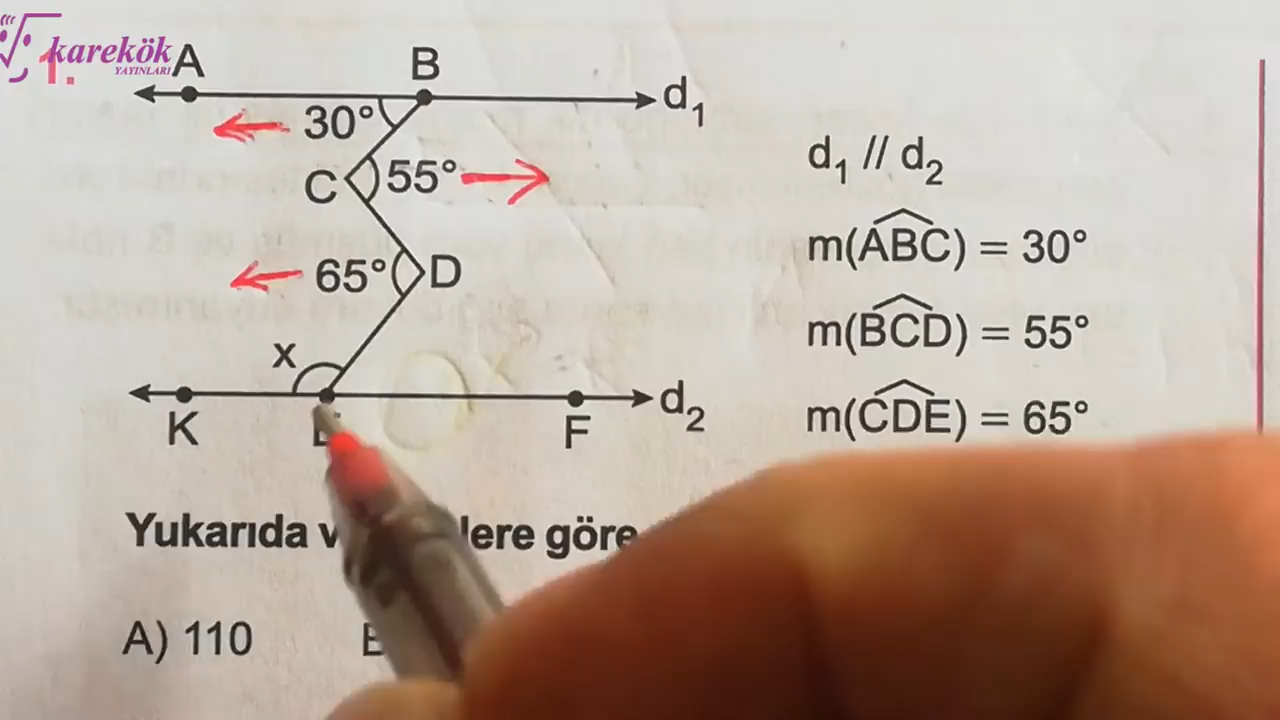 karekök
YAYINLARI
1.
A
B
d₁
30°
C
55°
65°
D
x
K
F
d₂
d₁ // d₂
m(ABC) = 30°
m(BCD) = 55°
m(CDE) = 65°
Yukarıda göre
A) 110